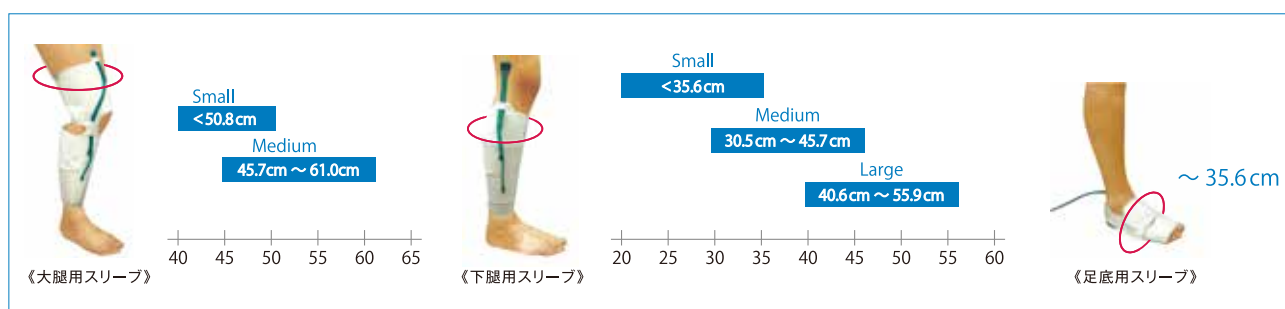 Small
<50.8cm
Medium
45.7cm ～ 61.0cm
40 45 50 55 60 65
《大腿用スリーブ》
Small
<35.6cm
Medium
30.5cm ～ 45.7cm
Large
40.6cm ～ 55.9cm
20 25 30 35 40 45 50 55 60
《下腿用スリーブ》
～ 35.6cm
《足底用スリーブ》